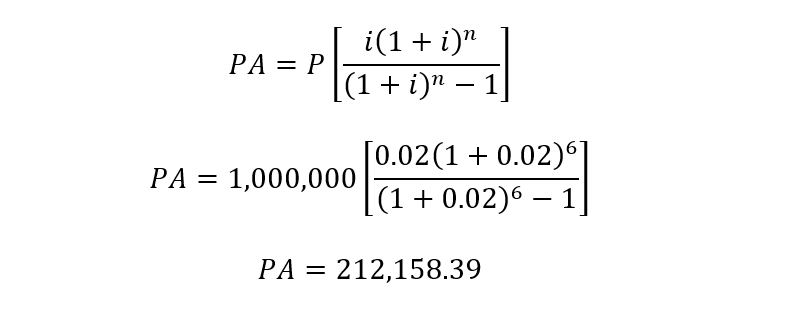 PA = P[i(1 + i)ⁿ / (1 + i)ⁿ − 1]
PA = 1,000,000[0.02(1 + 0.02)⁶ / (1 + 0.02)⁶ − 1]
PA = 212,158.39